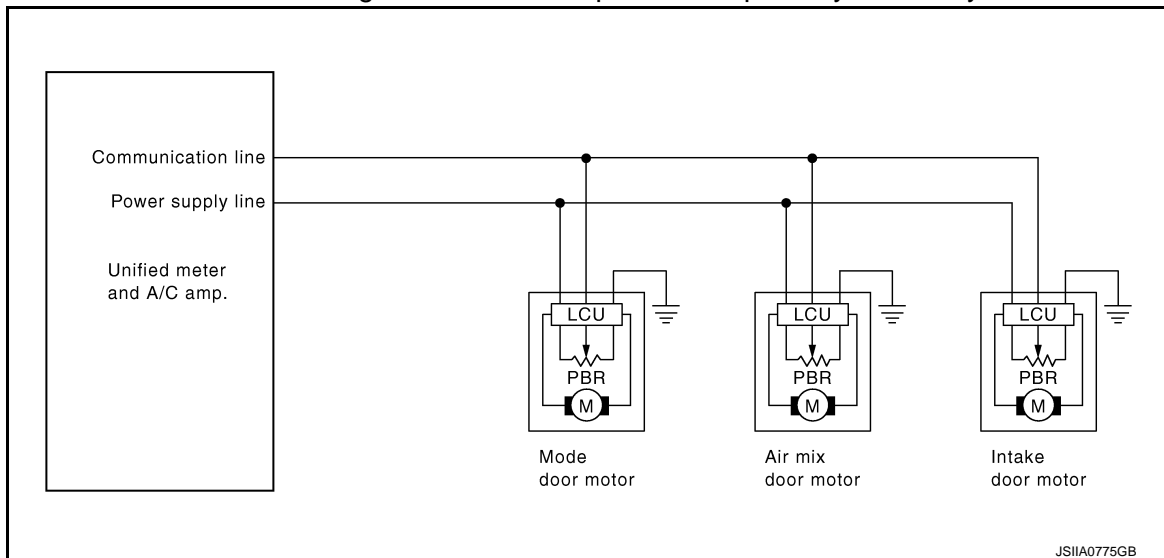 Communication line
Power supply line
Unified meter
and A/C amp.
LCU
LCU
LCU
PBR
PBR
PBR
M
M
M
Mode
door motor
Air mix
door motor
Intake
door motor
JSIIA0775GB